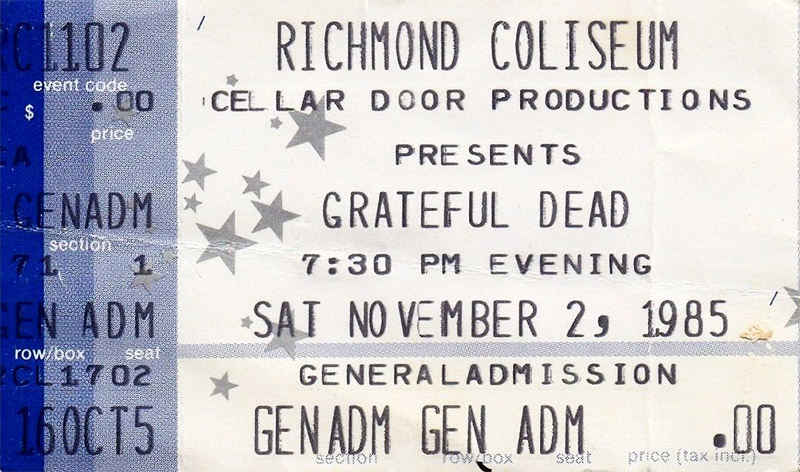 RC1102
event code
$ .00
price
EA
GENADM
section
71 1
GEN ADM
row/box seat
RCL1702
16OCT5
RICHMOND COLISEUM
CELLAR DOOR PRODUCTIONS
PRESENTS
GRATEFUL DEAD
7:30 PM EVENING
SAT NOVEMBER 2, 1985
GENERALADMISSION
GENADM GEN ADM .00
section row/box seat price (tax incl.)